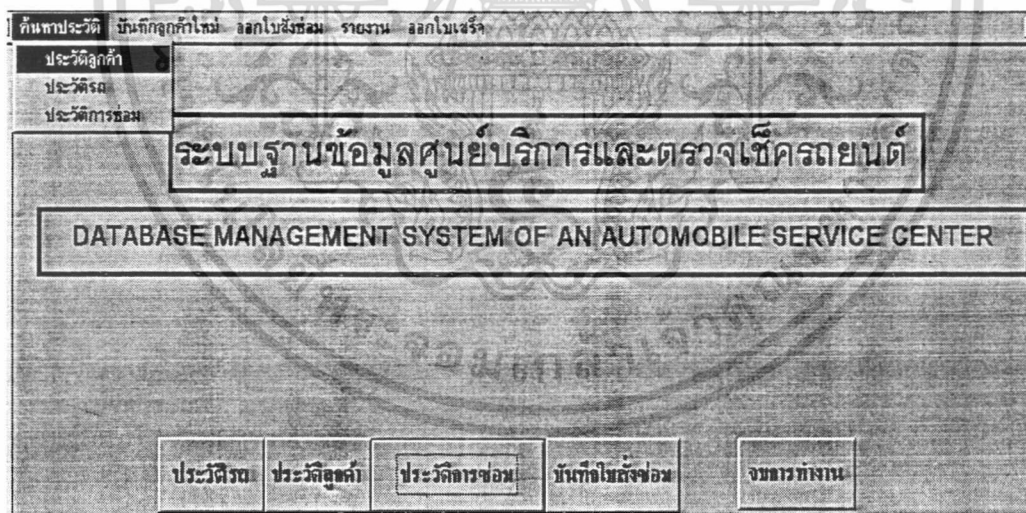 ค้นหาประวัติ บันทึกลูกค้าใหม่ ออกใบสั่งซ่อม รายงาน ออกใบเสร็จ
ประวัติลูกค้า
ประวัติรถ
ประวัติการซ่อม
ระบบฐานข้อมูลศูนย์บริการและตรวจเช็ครถยนต์
DATABASE MANAGEMENT SYSTEM OF AN AUTOMOBILE SERVICE CENTER
ประวัติรถ ประวัติลูกค้า ประวัติการซ่อม บันทึกใบสั่งซ่อม จบการทำงาน